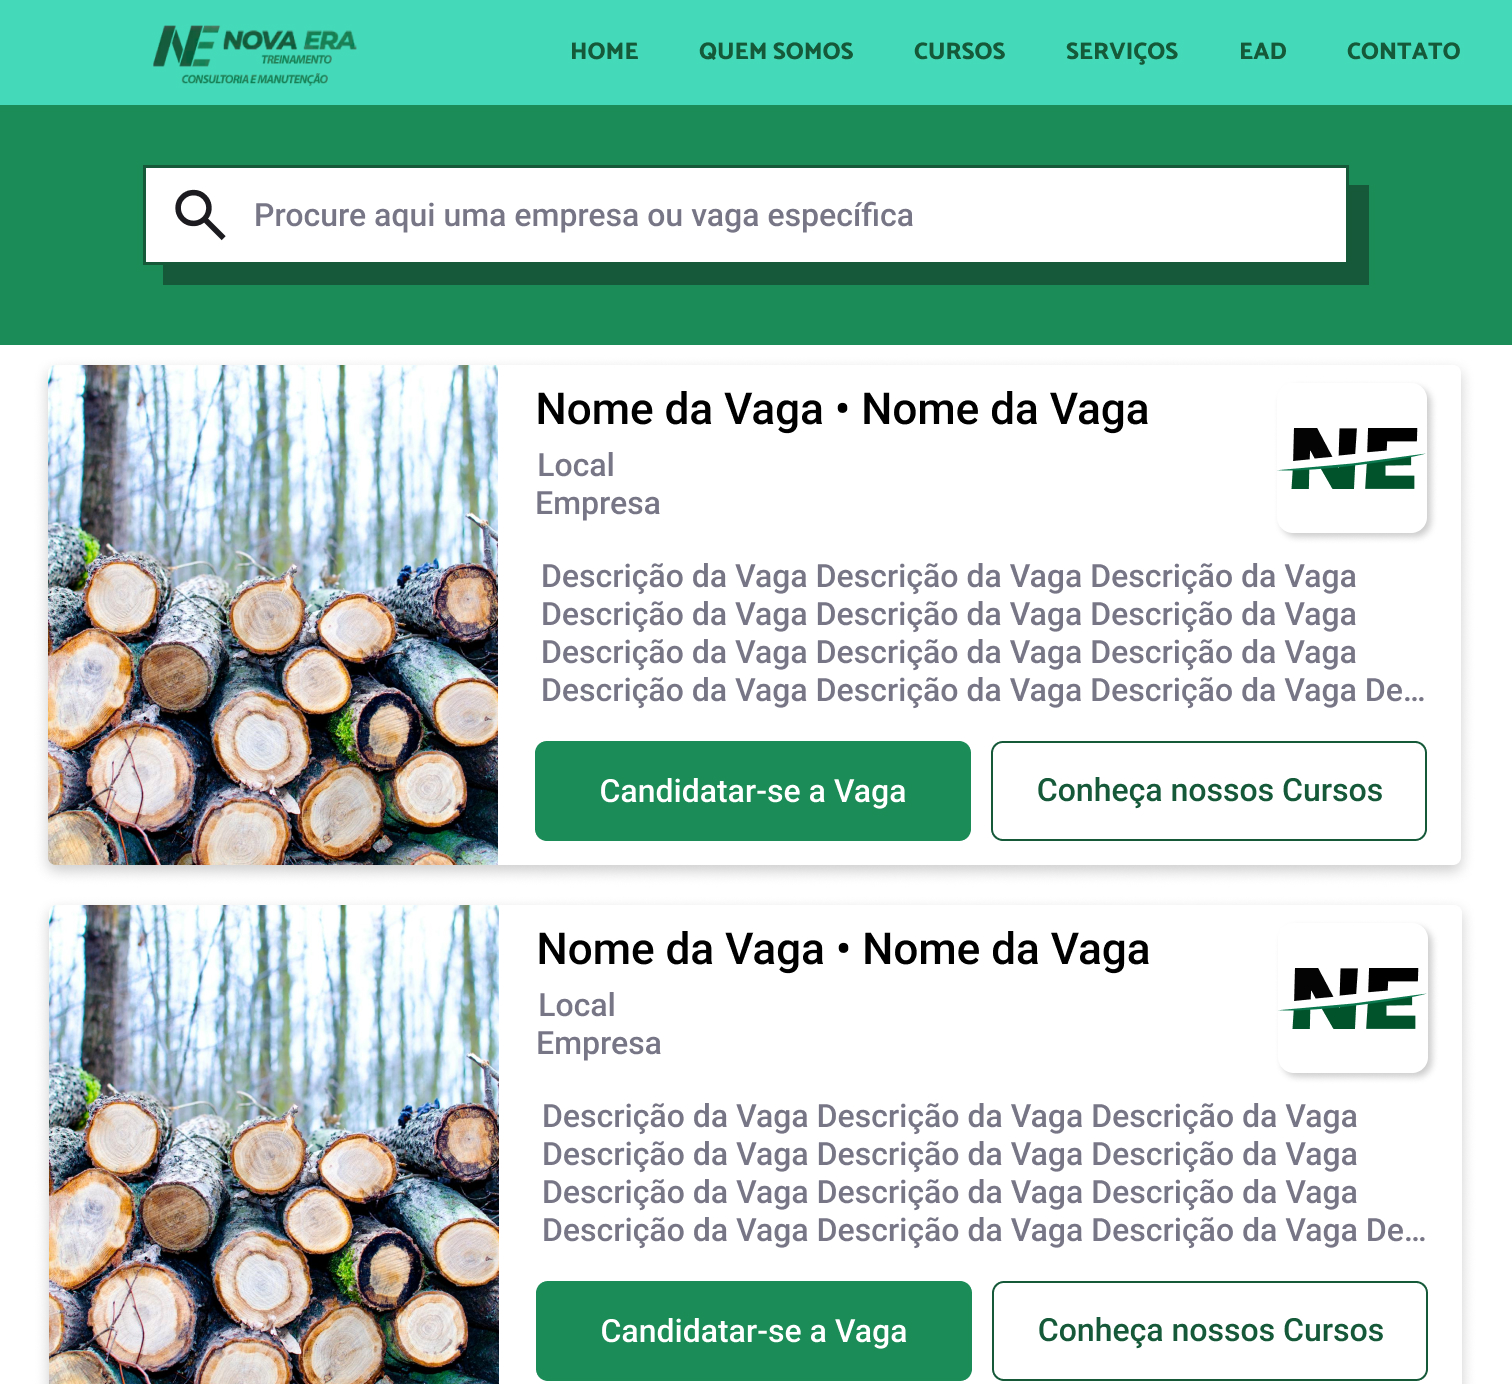 NE NOVA ERA
TREINAMENTO
CONSULTORIA E MANUTENÇÃO
HOME QUEM SOMOS CURSOS SERVIÇOS EAD CONTATO
Procure aqui uma empresa ou vaga específica
Nome da Vaga • Nome da Vaga
NE
Local
Empresa
Descrição da Vaga Descrição da Vaga Descrição da Vaga
Descrição da Vaga Descrição da Vaga Descrição da Vaga
Descrição da Vaga Descrição da Vaga Descrição da Vaga
Descrição da Vaga Descrição da Vaga Descrição da Vaga De...
Candidatar-se a Vaga Conheça nossos Cursos
Nome da Vaga • Nome da Vaga
NE
Local
Empresa
Descrição da Vaga Descrição da Vaga Descrição da Vaga
Descrição da Vaga Descrição da Vaga Descrição da Vaga
Descrição da Vaga Descrição da Vaga Descrição da Vaga
Descrição da Vaga Descrição da Vaga Descrição da Vaga De...
Candidatar-se a Vaga Conheça nossos Cursos